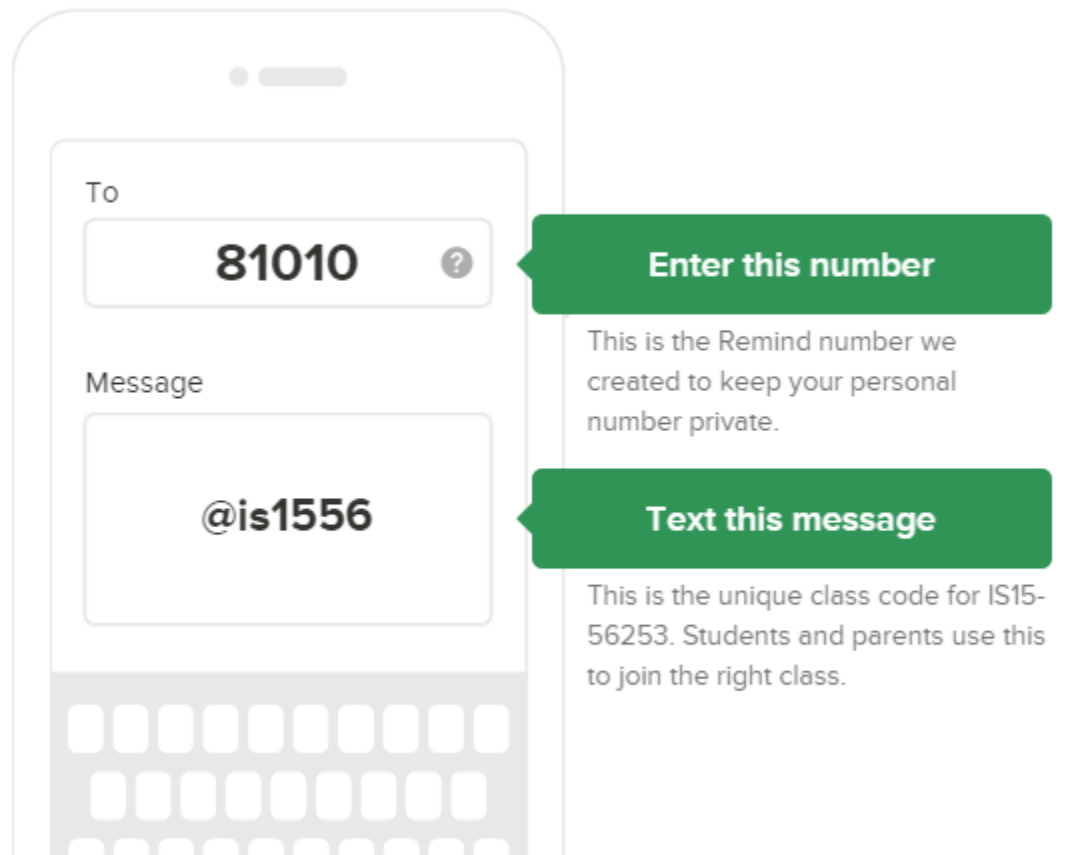 To
81010
?
Enter this number
This is the Remind number we
created to keep your personal
number private.
Message
@is1556
Text this message
This is the unique class code for IS15-
56253. Students and parents use this
to join the right class.